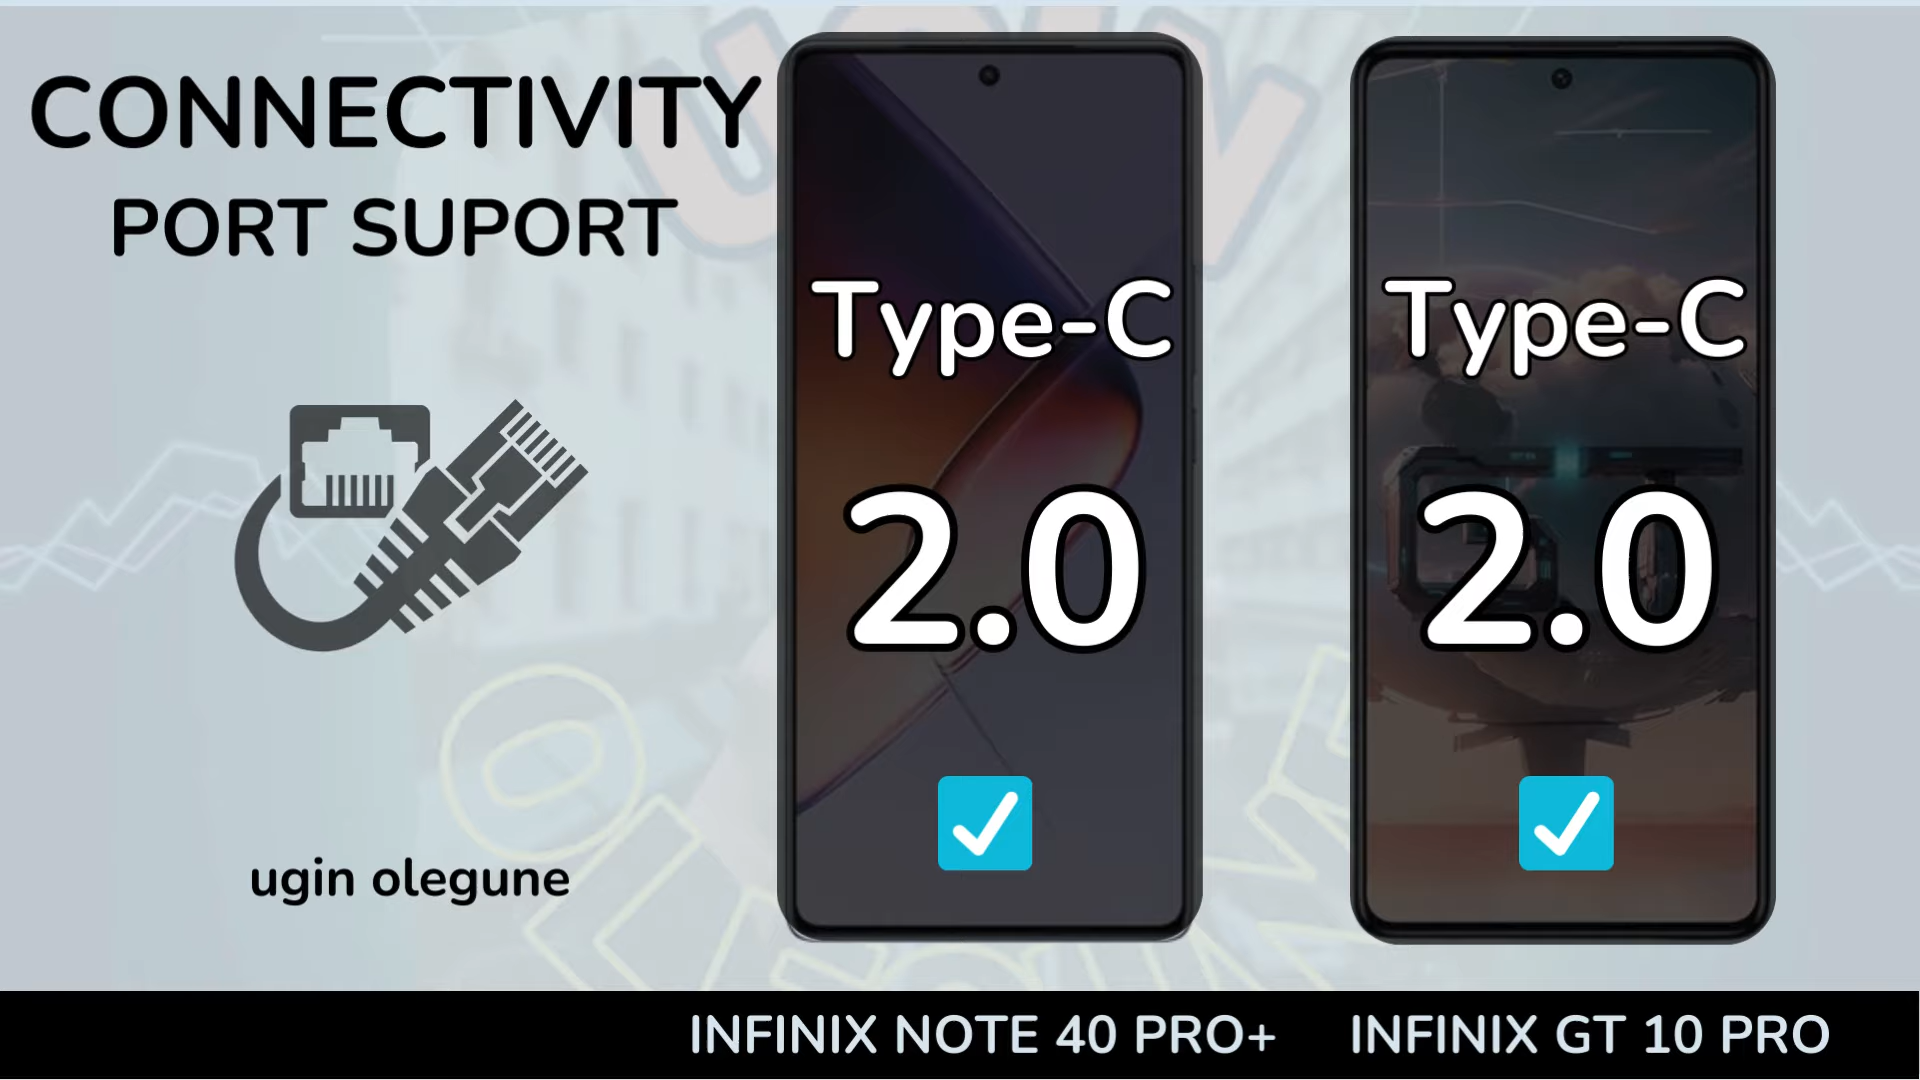 CONNECTIVITY
PORT SUPORT
Type-C
2.0
Type-C
2.0
ugin olegune
INFINIX NOTE 40 PRO+
INFINIX GT 10 PRO